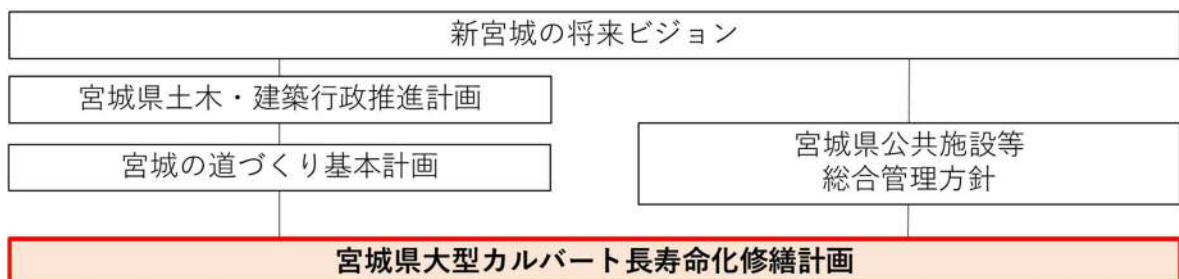 新宮城の将来ビジョン
宮城県土木・建築行政推進計画
宮城の道づくり基本計画
宮城県公共施設等
総合管理方針
宮城県大型カルバート長寿命化修繕計画